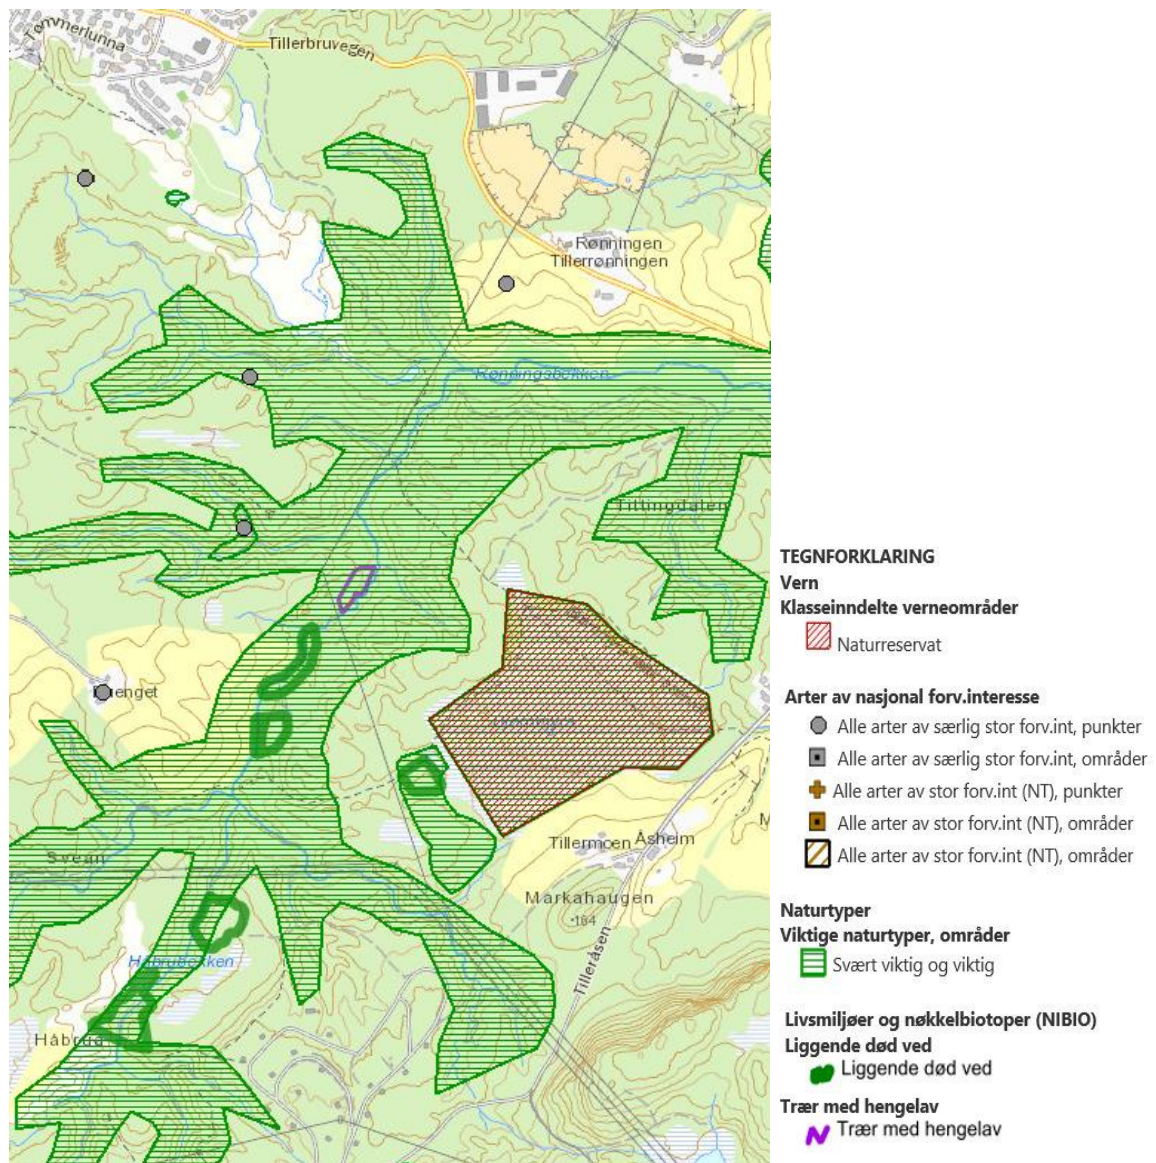 Tømmerlunna
Tillerbruvegen
Rønningen
Tillerrønningen
Rønningsbekken
Tillingdalen
enget
Tillermoen
Åsheim
M
Svean
Markahaugen
184
Håbrubekken
Tilleråsen
Håbrua
TEGNFORKLARING
Vern
Klasseinndelte verneområder
Naturreservat
Arter av nasjonal forv.interesse
Alle arter av særlig stor forv.int, punkter
Alle arter av særlig stor forv.int, områder
Alle arter av stor forv.int (NT), punkter
Alle arter av stor forv.int (NT), områder
Alle arter av stor forv.int (NT), områder
Naturtyper
Viktige naturtyper, områder
Svært viktig og viktig
Livsmiljøer og nøkkelbiotoper (NIBIO)
Liggende død ved
Liggende død ved
Trær med hengelav
Trær med hengelav